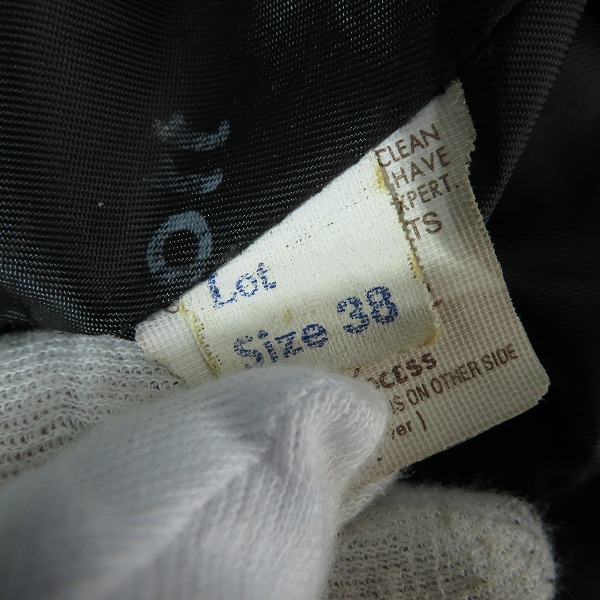 CLEAN
HAVE
XPERT.
TS
Lot
Size 38
OCESS
S ON OTHER SIDE
ver)